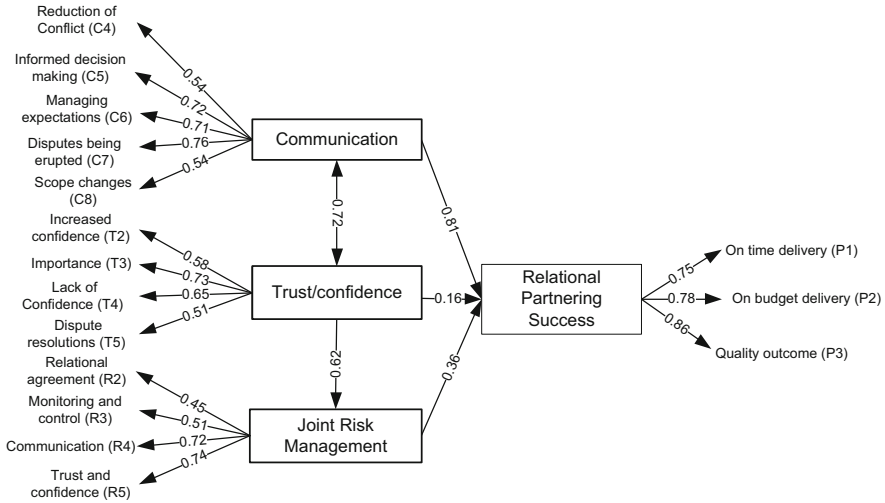 Reduction of
Conflict (C4)
0.54
Informed decision
making (C5)
0.72
Managing
expectations (C6)
0.71
Disputes being
erupted (C7)
0.76
Scope changes
(C8)
0.54
Communication
0.72
0.81
Increased
confidence (T2)
0.58
Importance (T3)
0.73
Lack of
Confidence (T4)
0.65
Dispute
resolutions (T5)
0.51
Trust/confidence
0.16
0.62
Relational
agreement (R2)
0.45
Monitoring and
control (R3)
0.51
Communication (R4)
0.72
Trust and
confidence (R5)
0.74
Joint Risk
Management
0.36
Relational
Partnering
Success
0.75
On time delivery (P1)
0.78
On budget delivery (P2)
0.86
Quality outcome (P3)